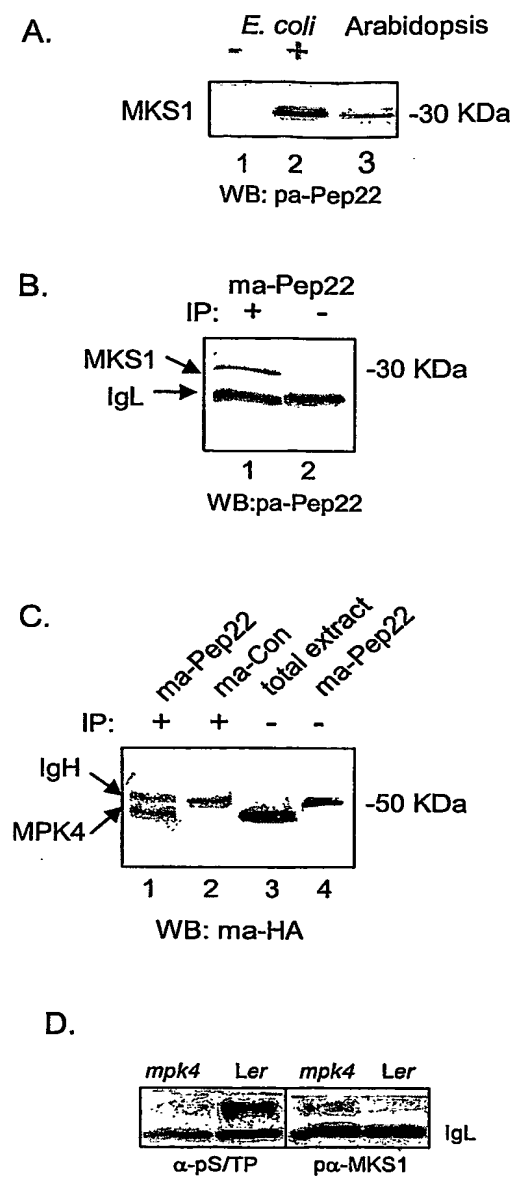 A.
E. coli Arabidopsis
- +
MKS1 -30 KDa
1 2 3
WB: pa-Pep22
B.
ma-Pep22
IP: + -
MKS1 -30 KDa
IgL
1 2
WB:pa-Pep22
C.
ma-Pep22 ma-Con total extract ma-Pep22
IP: + + - -
IgH
-50 KDa
MPK4
1 2 3 4
WB: ma-HA
D.
mpk4 Ler mpk4 Ler
IgL
α-pS/TP pα-MKS1